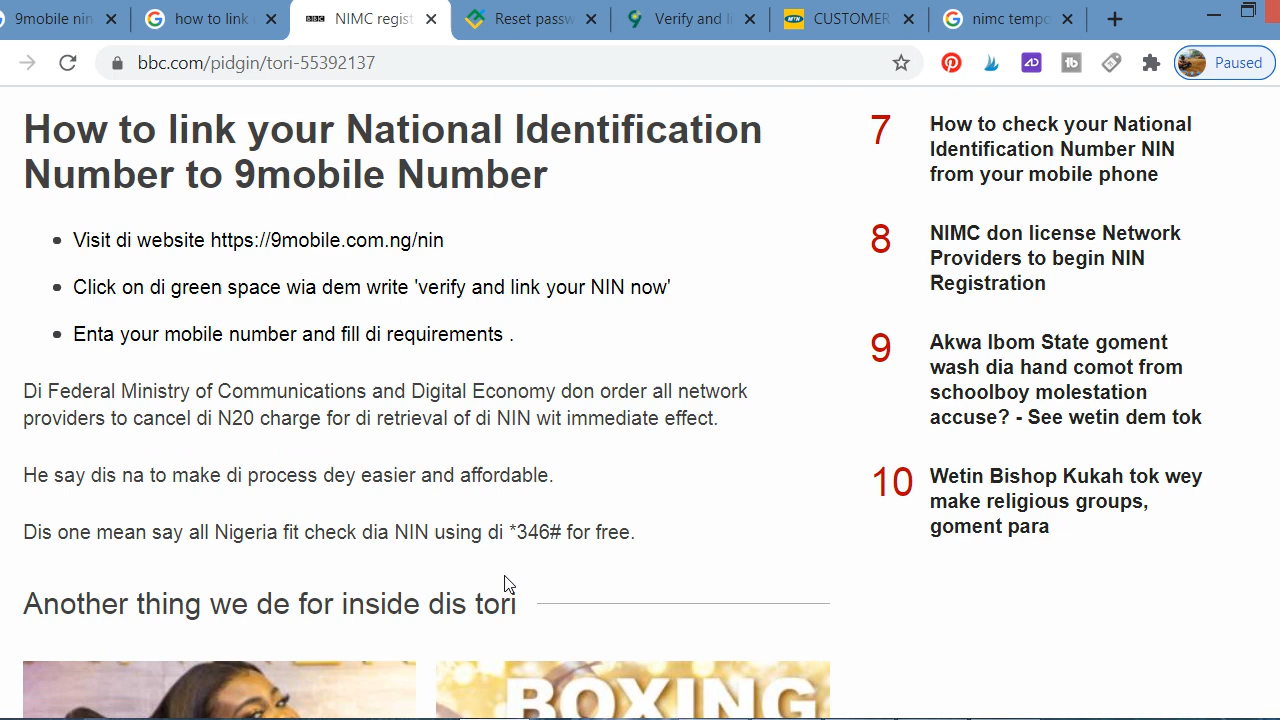 9mobile nin
how to link
NIMC regist
Reset passw
Verify and li
CUSTOMER
nimc tempo
bbc.com/pidgin/tori-55392137
Paused
How to link your National Identification
Number to 9mobile Number
Visit di website https://9mobile.com.ng/nin
Click on di green space wia dem write 'verify and link your NIN now'
Enta your mobile number and fill di requirements .
Di Federal Ministry of Communications and Digital Economy don order all network
providers to cancel di N20 charge for di retrieval of di NIN wit immediate effect.
He say dis na to make di process dey easier and affordable.
Dis one mean say all Nigeria fit check dia NIN using di *346# for free.
Another thing we de for inside dis tori
BOXING
7
How to check your National
Identification Number NIN
from your mobile phone
8
NIMC don license Network
Providers to begin NIN
Registration
9
Akwa Ibom State goment
wash dia hand comot from
schoolboy molestation
accuse? - See wetin dem tok
10
Wetin Bishop Kukah tok wey
make religious groups,
goment para